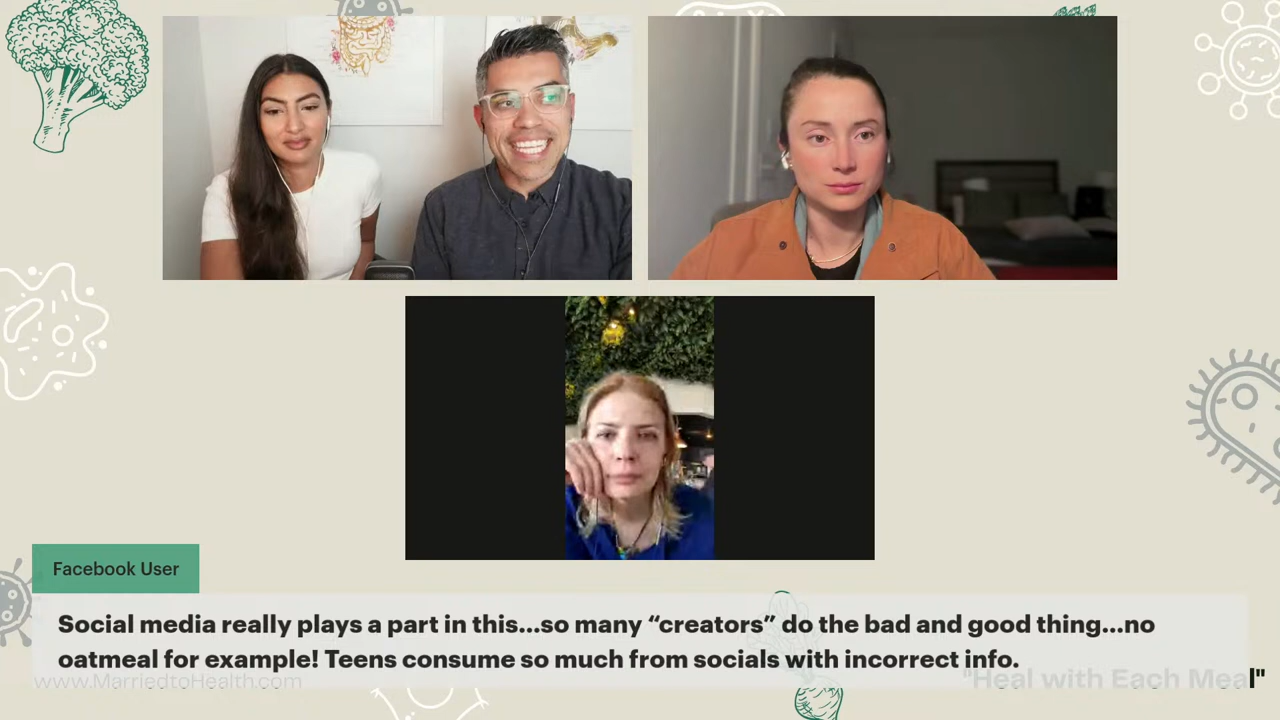 Facebook User
Social media really plays a part in this...so many “creators” do the bad and good thing...no
oatmeal for example! Teens consume so much from socials with incorrect info.
www.MarriedtoHealth.com
"Heal with Each Meal"